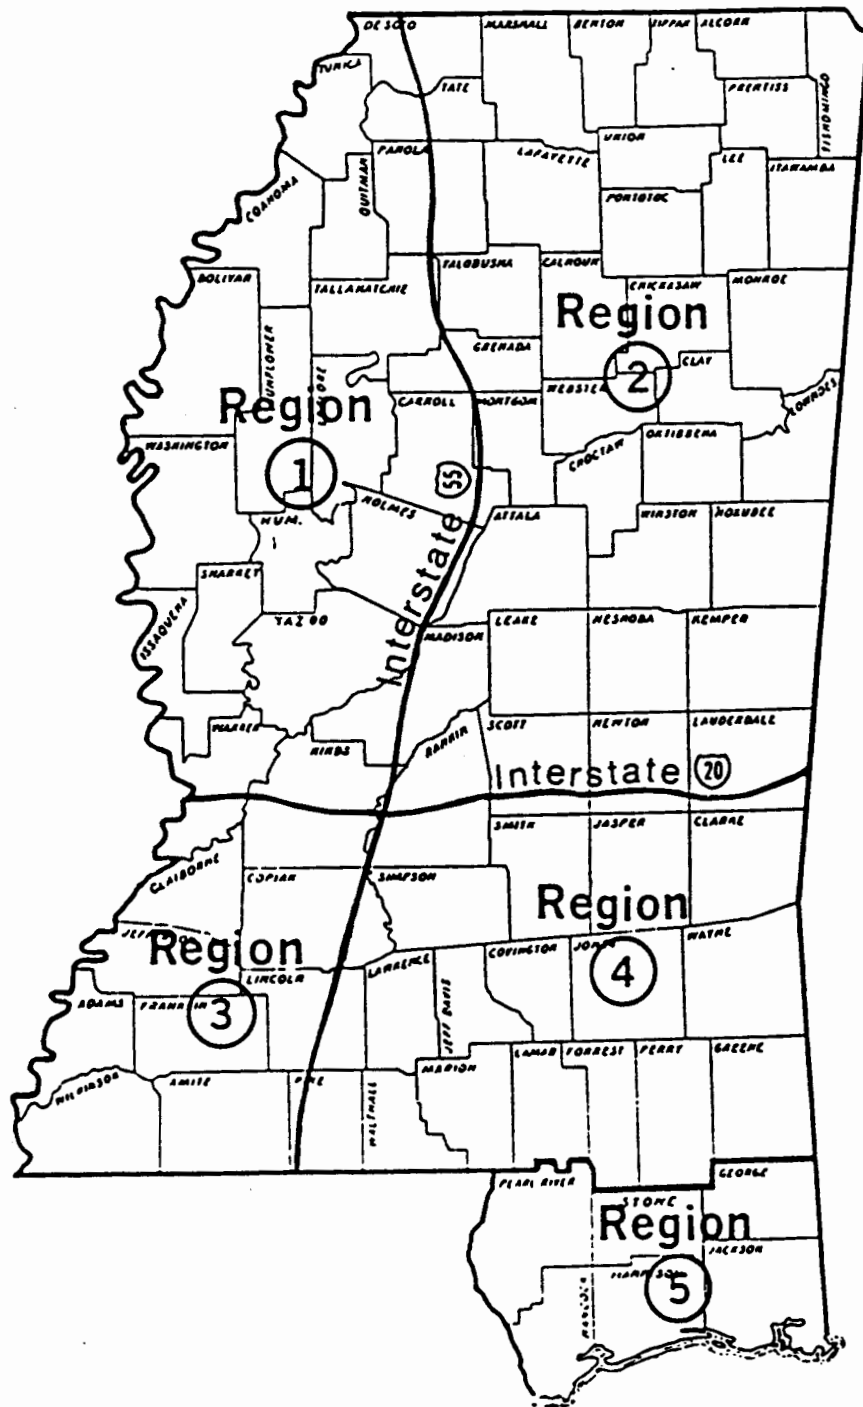 DE SOTO
MARSHALL
BENTON
TIPPAH
ALCORN
TUNICA
TATE
PRENTISS
TISHOMINGO
UNION
PANOLA
LAFAYETTE
LEE
ITAWAMBA
COAHOMA
QUITMAN
PONTOTOC
BOLIVAR
TALLAHATCHIE
YALOBUSHA
CALHOUN
CHICKASAW
MONROE
Region
2
SUNFLOWER
GRENADA
CLAY
WEBSTER
Region
1
CARROLL
MONTGOM
LOWNDES
WASHINGTON
CHOCTAW
OKTIBBEHA
HOLMES
55
Interstate
HUM.
ATTALA
WINSTON
NOXUBEE
SHARKEY
ISSAQUENA
YAZOO
MADISON
LEAKE
NESHOBA
KEMPER
WARREN
HINDS
RANKIN
SCOTT
NEWTON
LAUDERDALE
Interstate 20
SMITH
JASPER
CLARKE
CLAIBORNE
COPIAH
SIMPSON
Region
4
Region
3
COVINGTON
JONES
WAYNE
LINCOLN
LAWRENCE
JEFF DAVIS
ADAMS
FRANKLIN
MARION
LAMAR
FORREST
PERRY
GREENE
WILKINSON
AMITE
PIKE
WALTHALL
PEARL RIVER
GEORGE
STONE
Region
5
JACKSON
HARRISON
HANCOCK